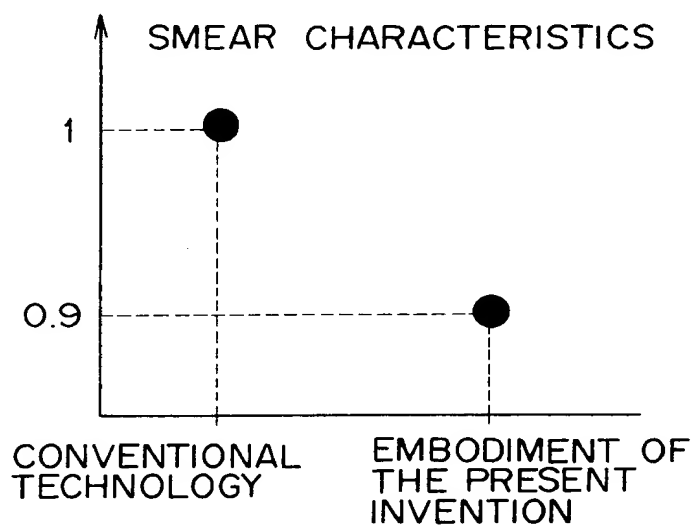 SMEAR CHARACTERISTICS
1
0.9
CONVENTIONAL
TECHNOLOGY
EMBODIMENT OF
THE PRESENT
INVENTION